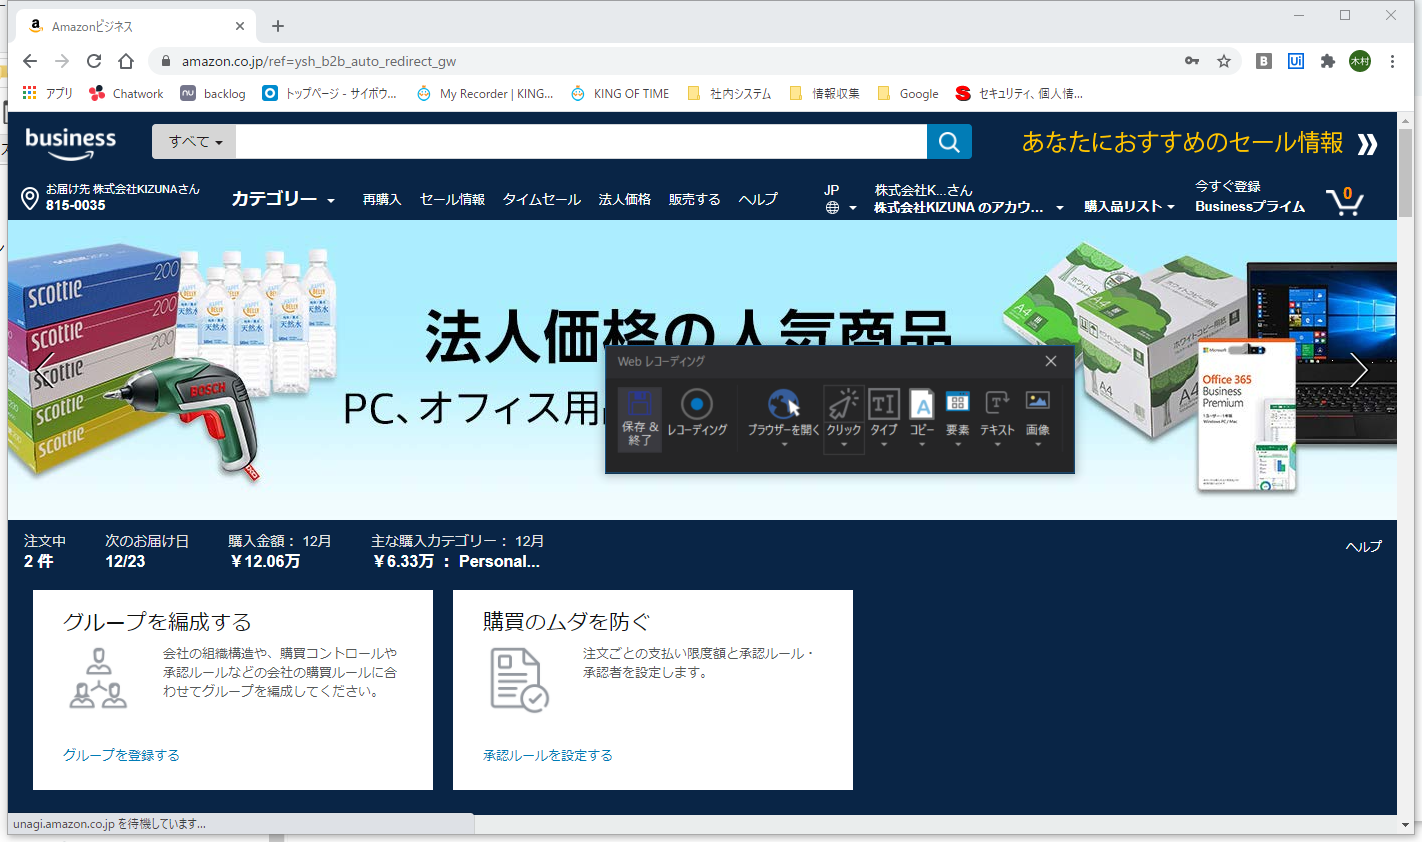 Amazonビジネス
amazon.co.jp/ref=ysh_b2b_auto_redirect_gw
木村
アプリ
Chatwork
nu
backlog
トップページ - サイボウ...
My Recorder | KING...
KING OF TIME
社内システム
情報収集
Google
セキュリティ、個人情...
business
すべて
あなたにおすすめのセール情報
お届け先 株式会社KIZUNAさん
815-0035
カテゴリー
再購入
セール情報
タイムセール
法人価格
販売する
ヘルプ
JP
株式会社K...さん
株式会社KIZUNA のアカウ...
購入品リスト
今すぐ登録
Businessプライム
0
SCOTTIE 200
SCOTTIE 200
SCOTTIE 200
SCOTTIE 200
天然水
BOSCH
法人価格の人気商品
PC、オフィス用
ホワイトコピー用紙
A4
Microsoft
Office 365
Business
Premium
Web レコーディング
保存 &
終了
レコーディング
ブラウザーを開く
クリック
タイプ
コピー
要素
テキスト
画像
注文中
2 件
次のお届け日
12/23
購入金額： 12月
￥12.06万
主な購入カテゴリー： 12月
￥6.33万 ： Personal...
ヘルプ
グループを編成する
会社の組織構造や、購買コントロールや
承認ルールなどの会社の購買ルールに合
わせてグループを編成してください。
グループを登録する
購買のムダを防ぐ
注文ごとの支払い限度額と承認ルール・
承認者を設定します。
承認ルールを設定する
unagi.amazon.co.jp を待機しています...